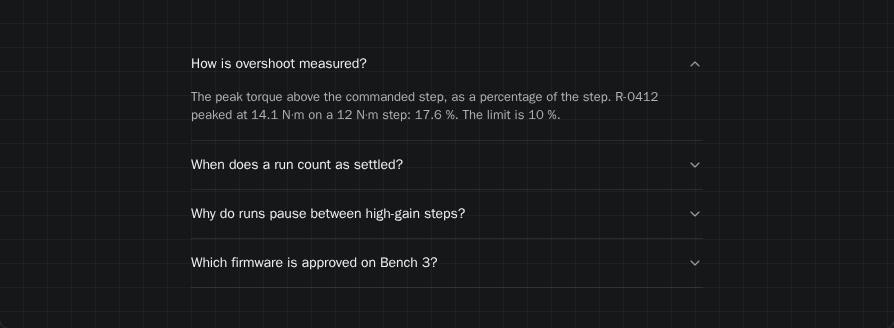 How is overshoot measured?
The peak torque above the commanded step, as a percentage of the step. R-0412
peaked at 14.1 N·m on a 12 N·m step: 17.6 %. The limit is 10 %.
When does a run count as settled?
Why do runs pause between high-gain steps?
Which firmware is approved on Bench 3?